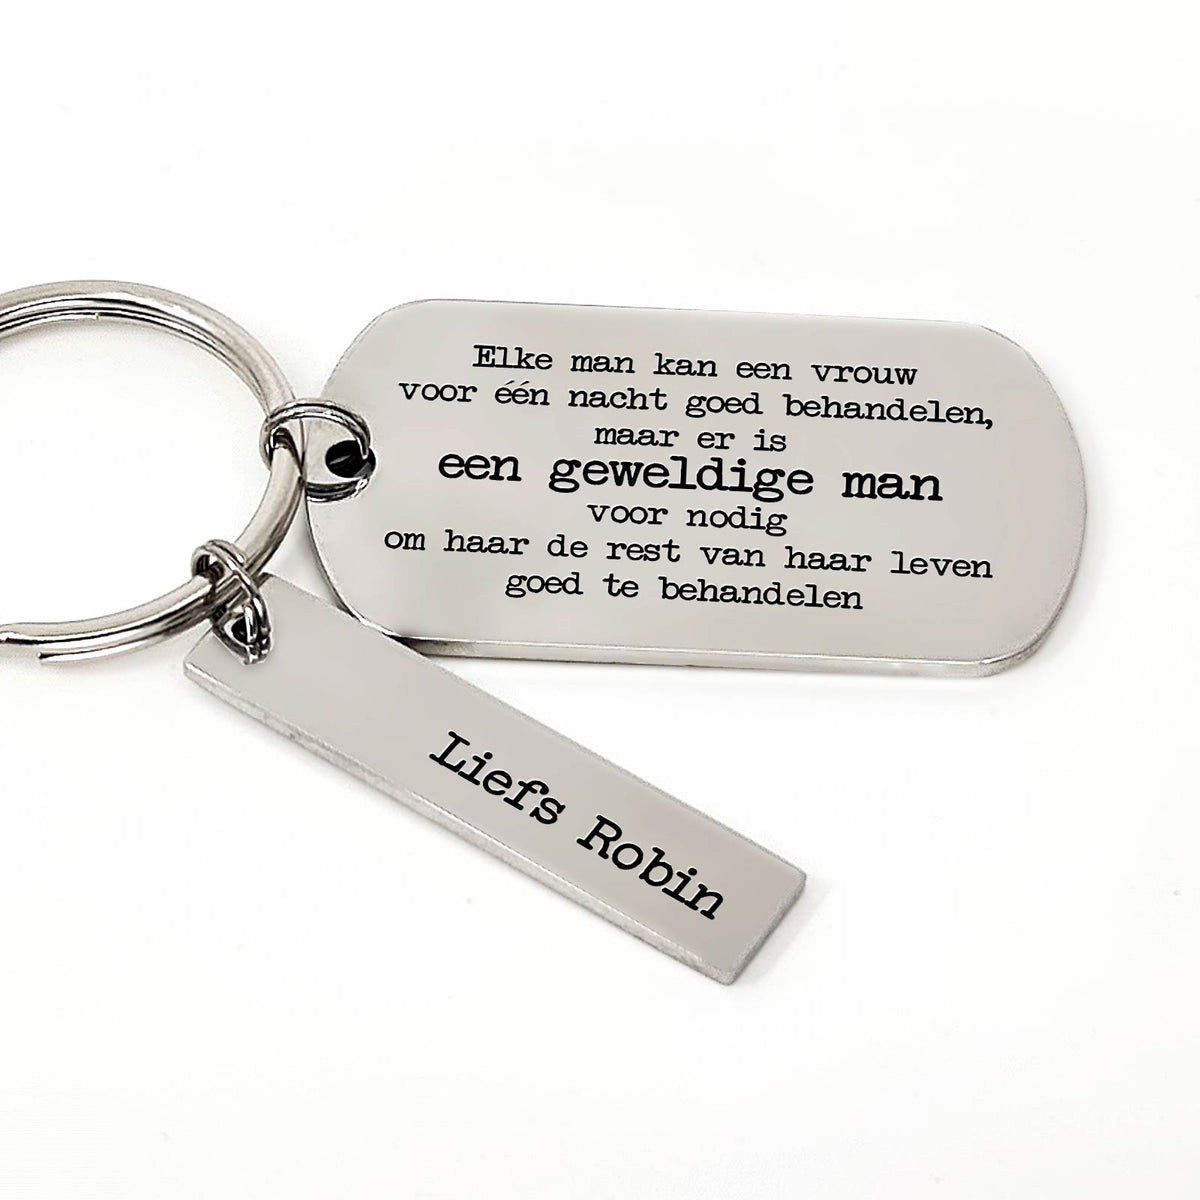 Elke man kan een vrouw
voor één nacht goed behandelen,
maar er is
een geweldige man
voor nodig
om haar de rest van haar leven
goed te behandelen
Liefs Robin